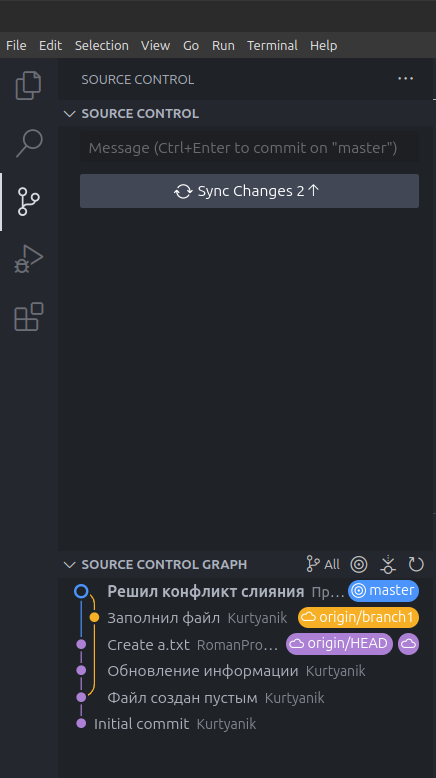 File Edit Selection View Go Run Terminal Help
SOURCE CONTROL ...
SOURCE CONTROL
Message (Ctrl+Enter to commit on "master")
Sync Changes 2↑
SOURCE CONTROL GRAPH All
Решил конфликт слияния Пр... master
Заполнил файл Kurtyanik origin/branch1
Create a.txt RomanPro... origin/HEAD
Обновление информации Kurtyanik
Файл создан пустым Kurtyanik
Initial commit Kurtyanik